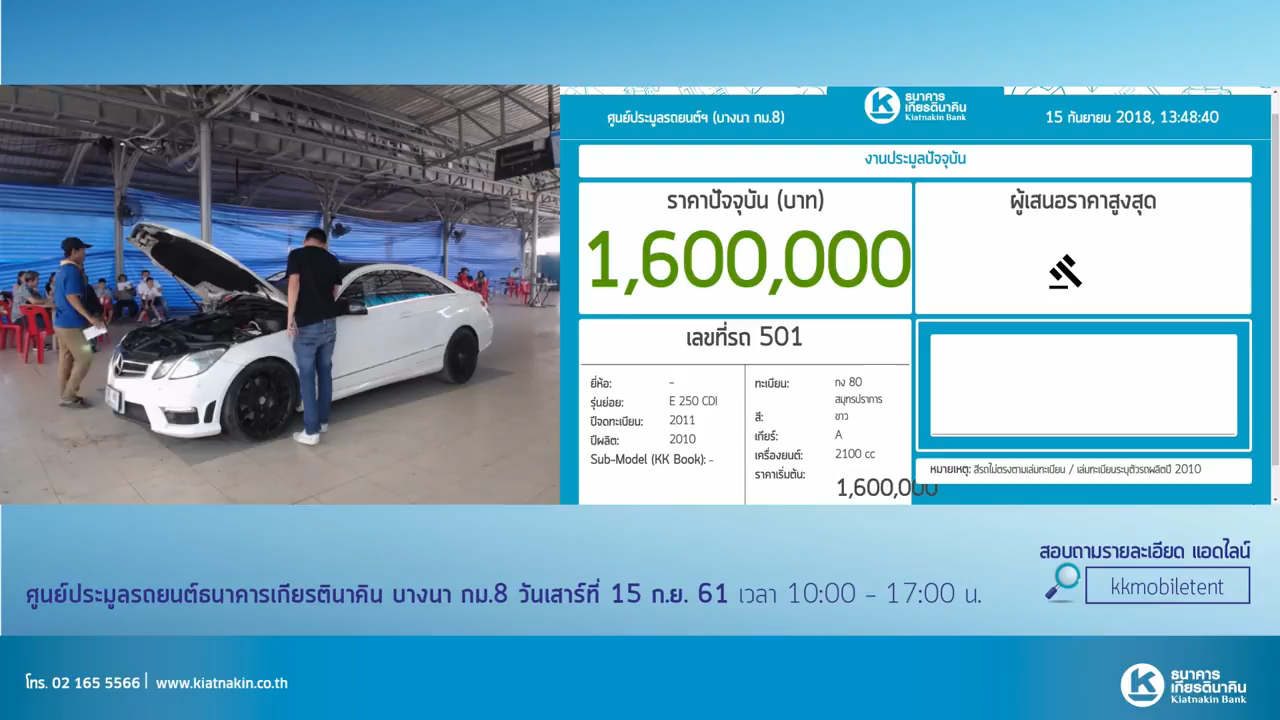 ศูนย์ประมูลรถยนต์ฯ (บางนา กม.8)
ธนาคาร
เกียรตินาคิน
Kiatnakin Bank
15 กันยายน 2018, 13:48:40
งานประมูลปัจจุบัน
ราคาปัจจุบัน (บาท)
1,600,000
ผู้เสนอราคาสูงสุด
เลขที่รถ 501
ยี่ห้อ: -
รุ่นย่อย: E 250 CDI
ปีจดทะเบียน: 2011
ปีผลิต: 2010
Sub-Model (KK Book): -
ทะเบียน: กง 80
สมุทรปราการ
สี: ขาว
เกียร์: A
เครื่องยนต์: 2100 cc
ราคาเริ่มต้น:
1,600,000
หมายเหตุ: สีรถไม่ตรงตามเล่มทะเบียน / เล่มทะเบียนระบุตัวรถผลิตปี 2010
สอบถามรายละเอียด แอดไลน์
kkmobiletent
ศูนย์ประมูลรถยนต์ธนาคารเกียรตินาคิน บางนา กม.8 วันเสาร์ที่ 15 ก.ย. 61 เวลา 10:00 - 17:00 น.
โทร. 02 165 5566 | www.kiatnakin.co.th
ธนาคาร
เกียรตินาคิน
Kiatnakin Bank